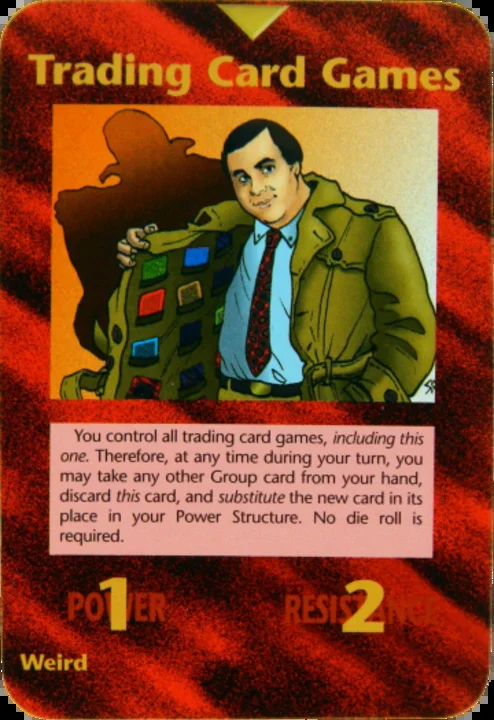 Trading Card Games
You control all trading card games, including this
one. Therefore, at any time during your turn, you
may take any other Group card from your hand,
discard this card, and substitute the new card in its
place in your Power Structure. No die roll is
required.
POWER 1
RESISTANCE 2
Weird